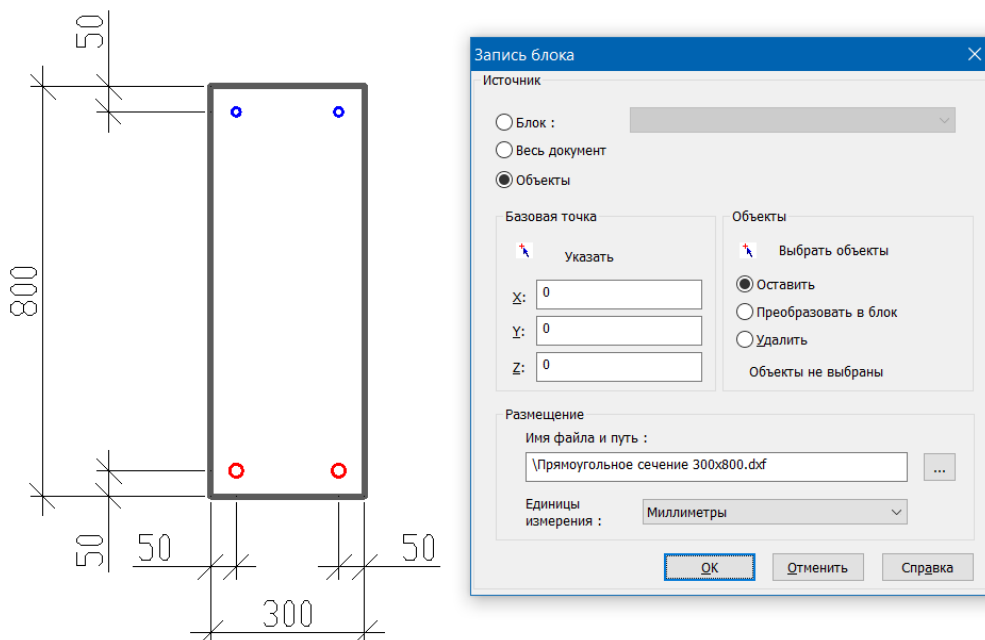 50
800
50
50
50
300
Запись блока
Источник
Блок :
Весь документ
Объекты
Базовая точка
Указать
X: 0
Y: 0
Z: 0
Объекты
Выбрать объекты
Оставить
Преобразовать в блок
Удалить
Объекты не выбраны
Размещение
Имя файла и путь :
\Прямоугольное сечение 300x800.dxf
...
Единицы
измерения :
Миллиметры
OK
Отменить
Справка